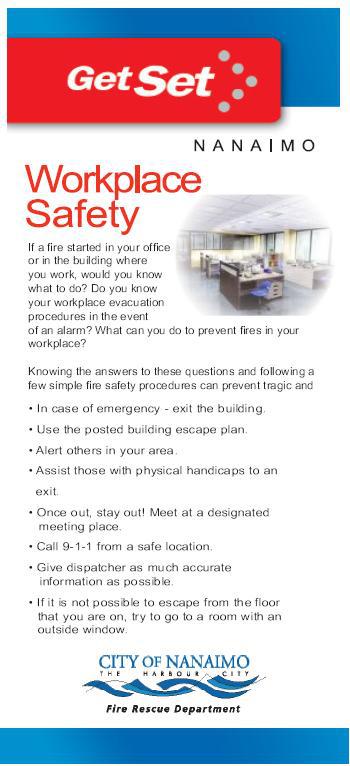 GetSet
NANAIMO
Workplace
Safety
If a fire started in your office
or in the building where
you work, would you know
what to do? Do you know
your workplace evacuation
procedures in the event
of an alarm? What can you do to prevent fires in your
workplace?
Knowing the answers to these questions and following a
few simple fire safety procedures can prevent tragic and
• In case of emergency - exit the building.
• Use the posted building escape plan.
• Alert others in your area.
• Assist those with physical handicaps to an
exit.
• Once out, stay out! Meet at a designated
meeting place.
• Call 9-1-1 from a safe location.
• Give dispatcher as much accurate
information as possible.
• If it is not possible to escape from the floor
that you are on, try to go to a room with an
outside window.
CITY OF NANAIMO
THE HARBOUR CITY
Fire Rescue Department